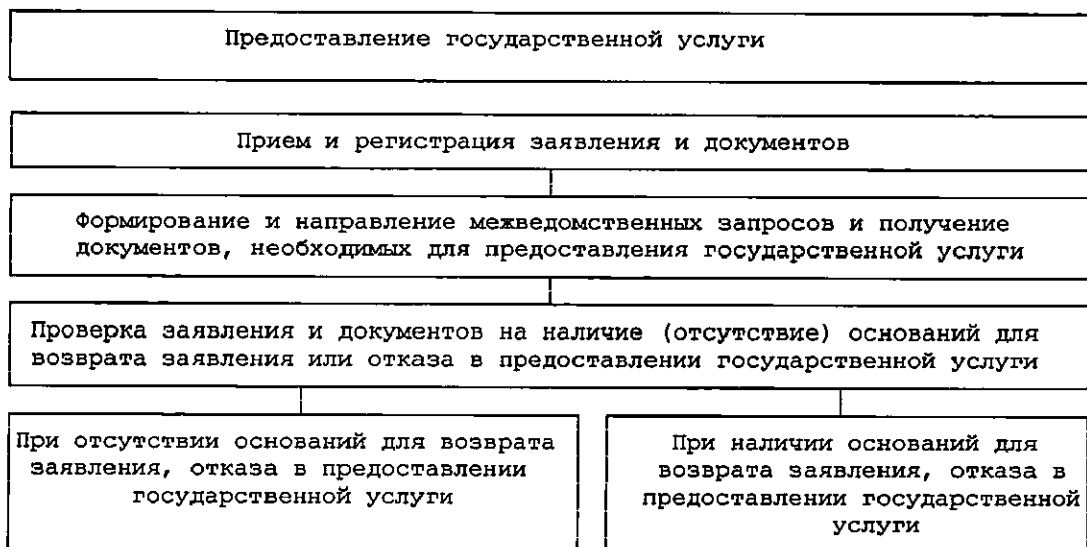 Предоставление государственной услуги
Прием и регистрация заявления и документов
Формирование и направление межведомственных запросов и получение
документов, необходимых для предоставления государственной услуги
Проверка заявления и документов на наличие (отсутствие) оснований для
возврата заявления или отказа в предоставлении государственной услуги
При отсутствии оснований для возврата
заявления, отказа в предоставлении
государственной услуги
При наличии оснований для
возврата заявления, отказа в
предоставлении государственной
услуги